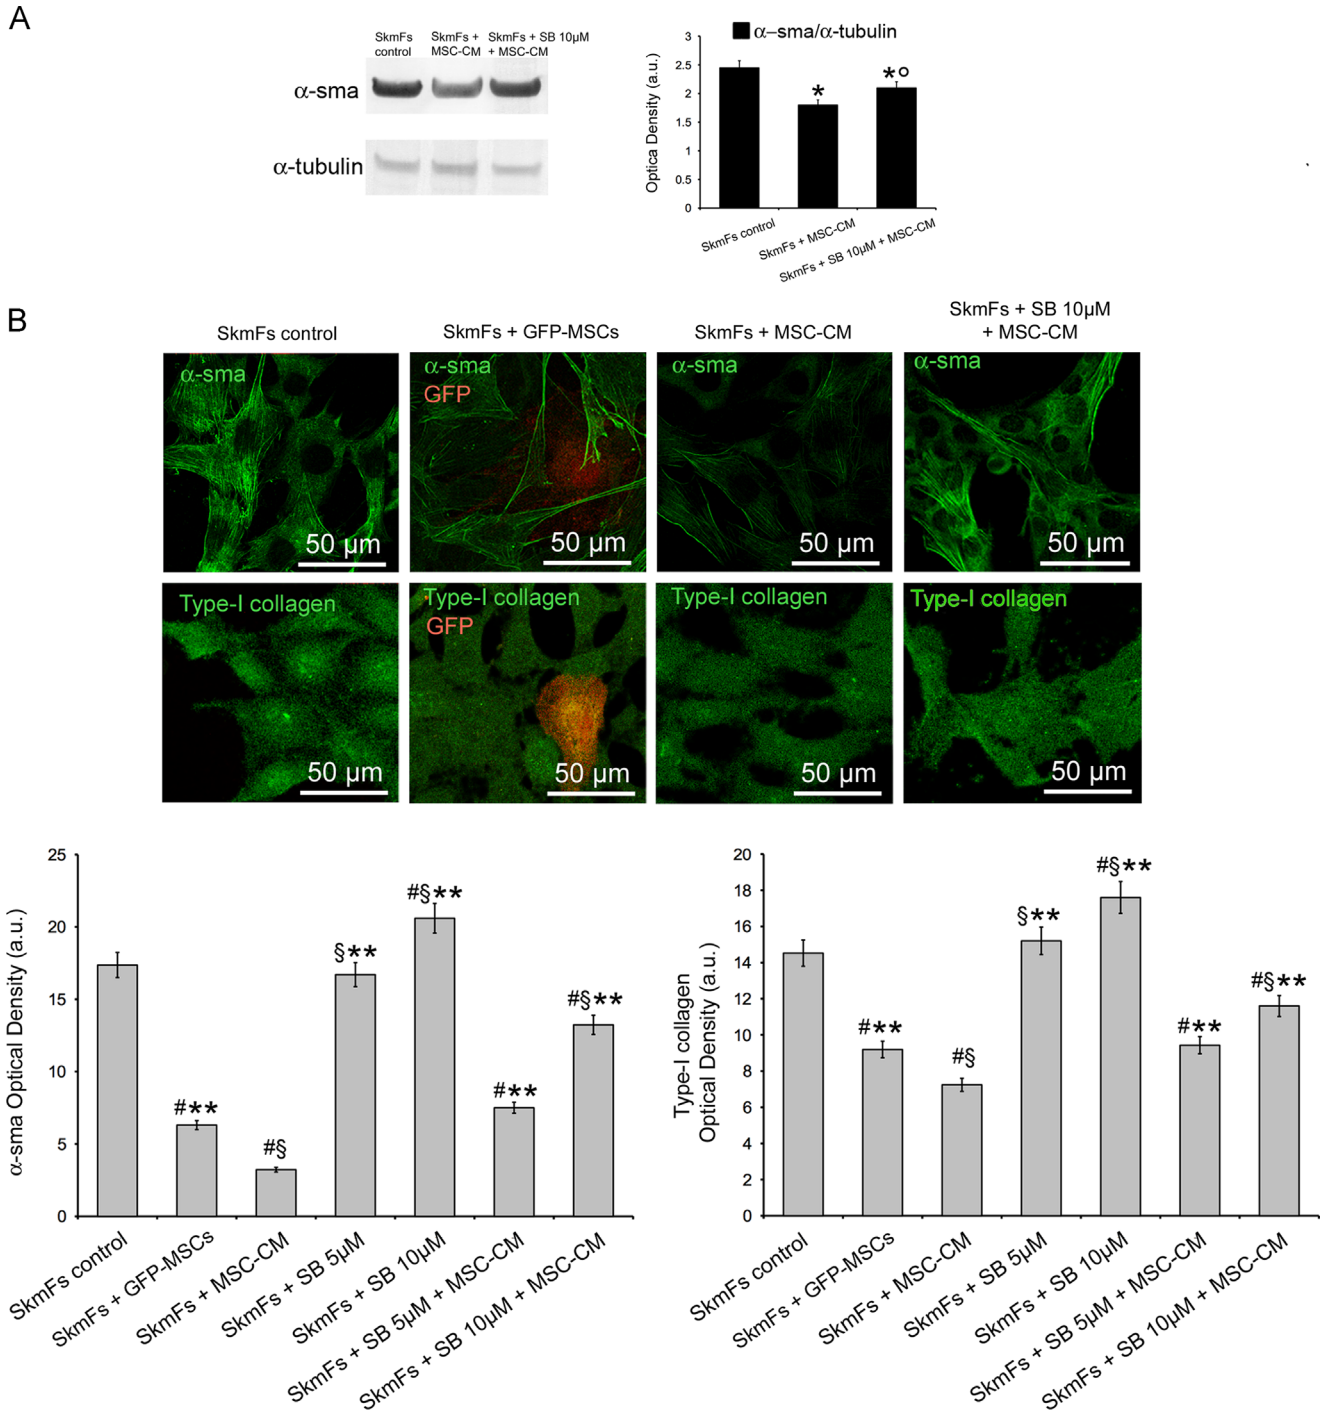 A
SkmFs
control
SkmFs +
MSC-CM
SkmFs + SB 10µM
+ MSC-CM
α-sma
α-tubulin
α–sma/α-tubulin
Optica Density (a.u.)
3
2.5
2
1.5
1
0.5
0
*
*°
SkmFs control
SkmFs + MSC-CM
SkmFs + SB 10µM + MSC-CM
B
SkmFs control
SkmFs + GFP-MSCs
SkmFs + MSC-CM
SkmFs + SB 10µM
+ MSC-CM
α-sma
50 µm
α-sma
GFP
50 µm
α-sma
50 µm
α-sma
50 µm
Type-I collagen
50 µm
Type-I collagen
GFP
50 µm
Type-I collagen
50 µm
Type-I collagen
50 µm
α-sma Optical Density (a.u.)
25
20
15
10
5
0
#**
#§
§**
#§**
#**
#§**
SkmFs control
SkmFs + GFP-MSCs
SkmFs + MSC-CM
SkmFs + SB 5µM
SkmFs + SB 10µM
SkmFs + SB 5µM + MSC-CM
SkmFs + SB 10µM + MSC-CM
Type-I collagen
Optical Density (a.u.)
20
18
16
14
12
10
8
6
4
2
0
#**
#§
§**
#§**
#**
#§**
SkmFs control
SkmFs + GFP-MSCs
SkmFs + MSC-CM
SkmFs + SB 5µM
SkmFs + SB 10µM
SkmFs + SB 5µM + MSC-CM
SkmFs + SB 10µM + MSC-CM